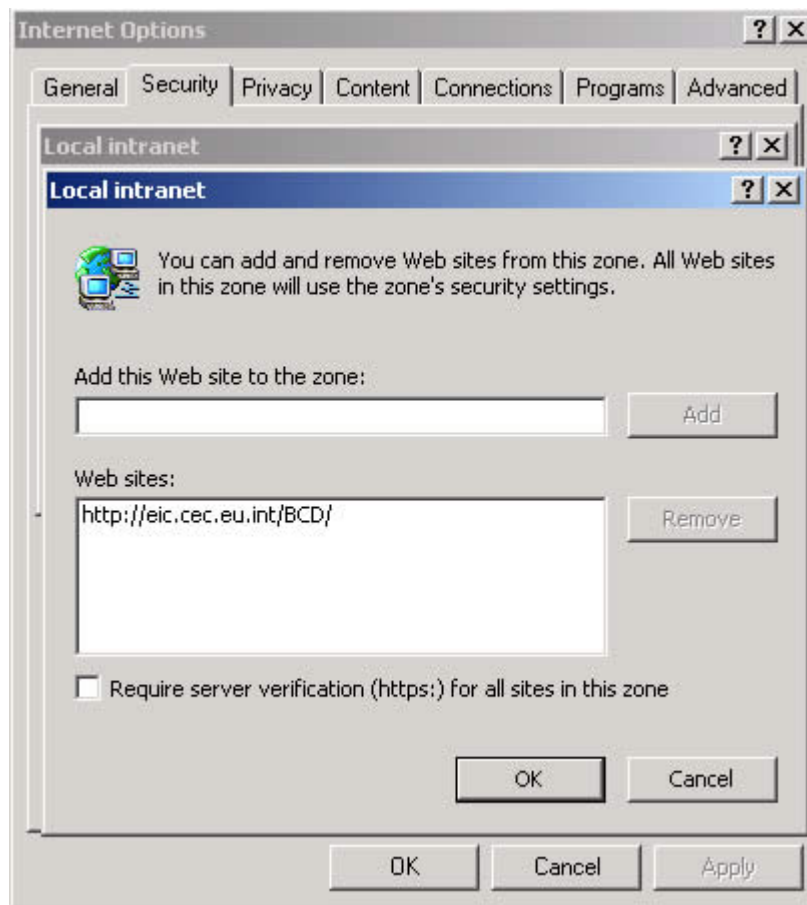 Internet Options
General Security Privacy Content Connections Programs Advanced
Local intranet
Local intranet
You can add and remove Web sites from this zone. All Web sites
in this zone will use the zone's security settings.
Add this Web site to the zone:
Add
Web sites:
http://eic.cec.eu.int/BCD/
Remove
Require server verification (https:) for all sites in this zone
OK Cancel
OK Cancel Apply